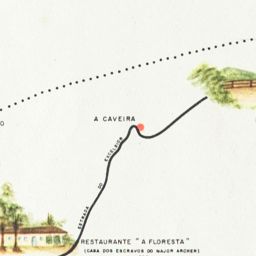 A CAVEIRA
ESTRADA DO EXCELSIOR
RESTAURANTE "A FLORESTA"
(CASA DOS ESCRAVOS DO MAJOR ARCHER)